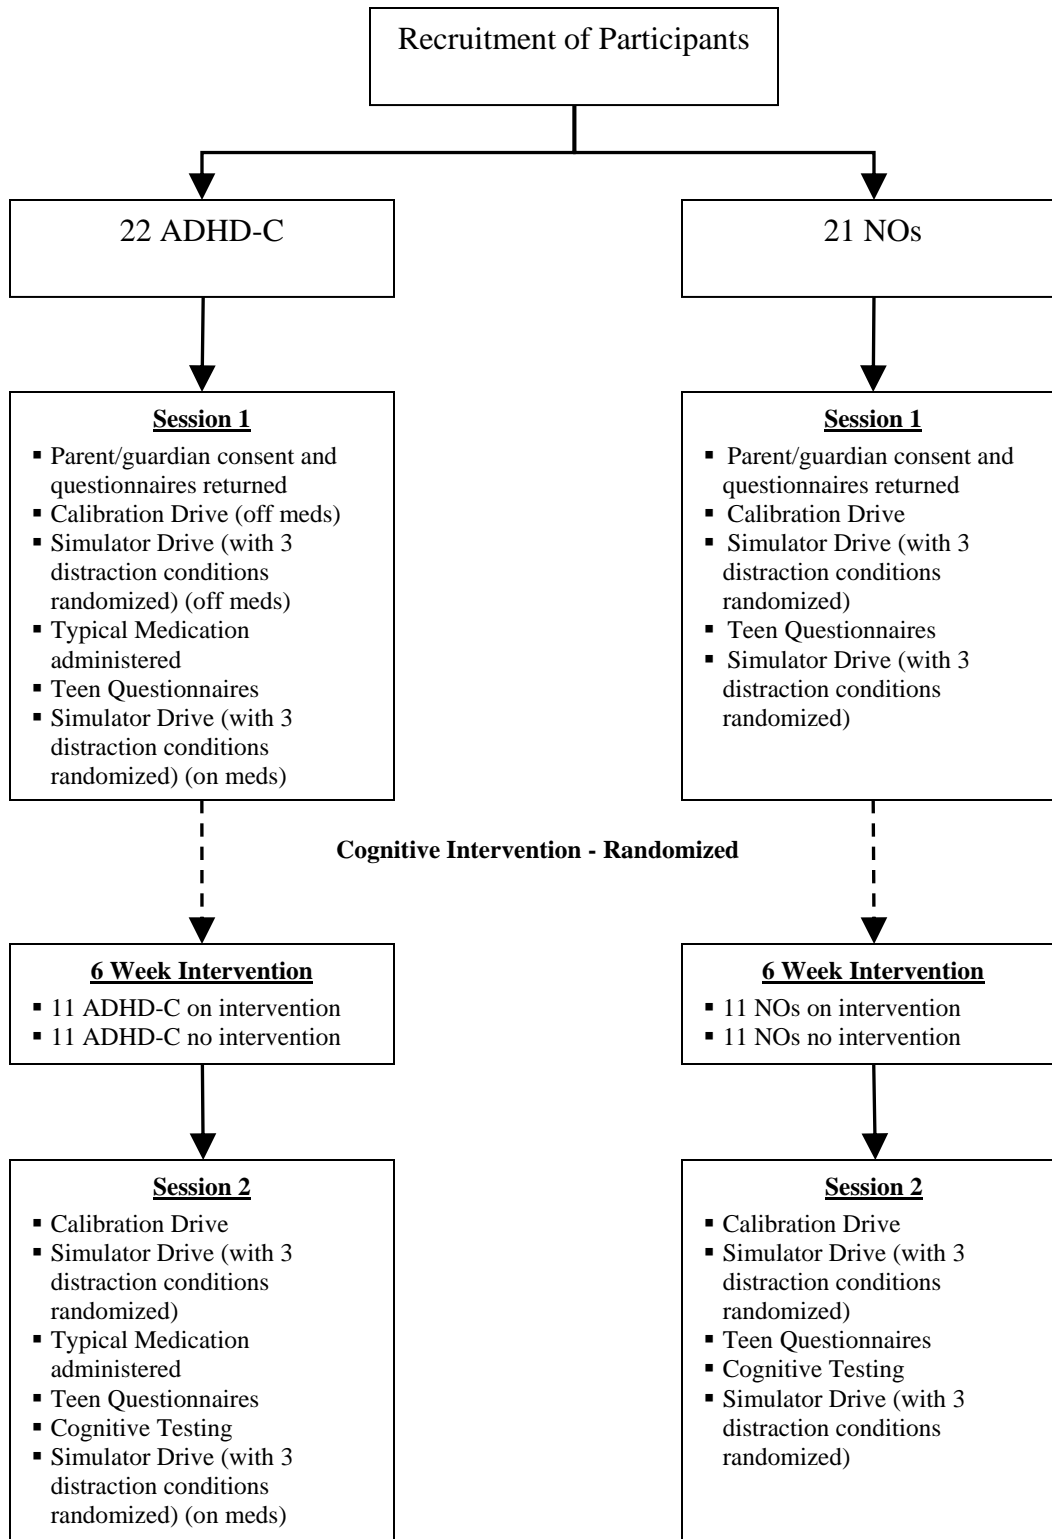 Recruitment of Participants
22 ADHD-C
21 NOs
Session 1
▪ Parent/guardian consent and
questionnaires returned
▪ Calibration Drive (off meds)
▪ Simulator Drive (with 3
distraction conditions
randomized) (off meds)
▪ Typical Medication
administered
▪ Teen Questionnaires
▪ Simulator Drive (with 3
distraction conditions
randomized) (on meds)
Session 1
▪ Parent/guardian consent and
questionnaires returned
▪ Calibration Drive
▪ Simulator Drive (with 3
distraction conditions
randomized)
▪ Teen Questionnaires
▪ Simulator Drive (with 3
distraction conditions
randomized)
Cognitive Intervention - Randomized
6 Week Intervention
▪ 11 ADHD-C on intervention
▪ 11 ADHD-C no intervention
6 Week Intervention
▪ 11 NOs on intervention
▪ 11 NOs no intervention
Session 2
▪ Calibration Drive
▪ Simulator Drive (with 3
distraction conditions
randomized)
▪ Typical Medication
administered
▪ Teen Questionnaires
▪ Cognitive Testing
▪ Simulator Drive (with 3
distraction conditions
randomized) (on meds)
Session 2
▪ Calibration Drive
▪ Simulator Drive (with 3
distraction conditions
randomized)
▪ Teen Questionnaires
▪ Cognitive Testing
▪ Simulator Drive (with 3
distraction conditions
randomized)